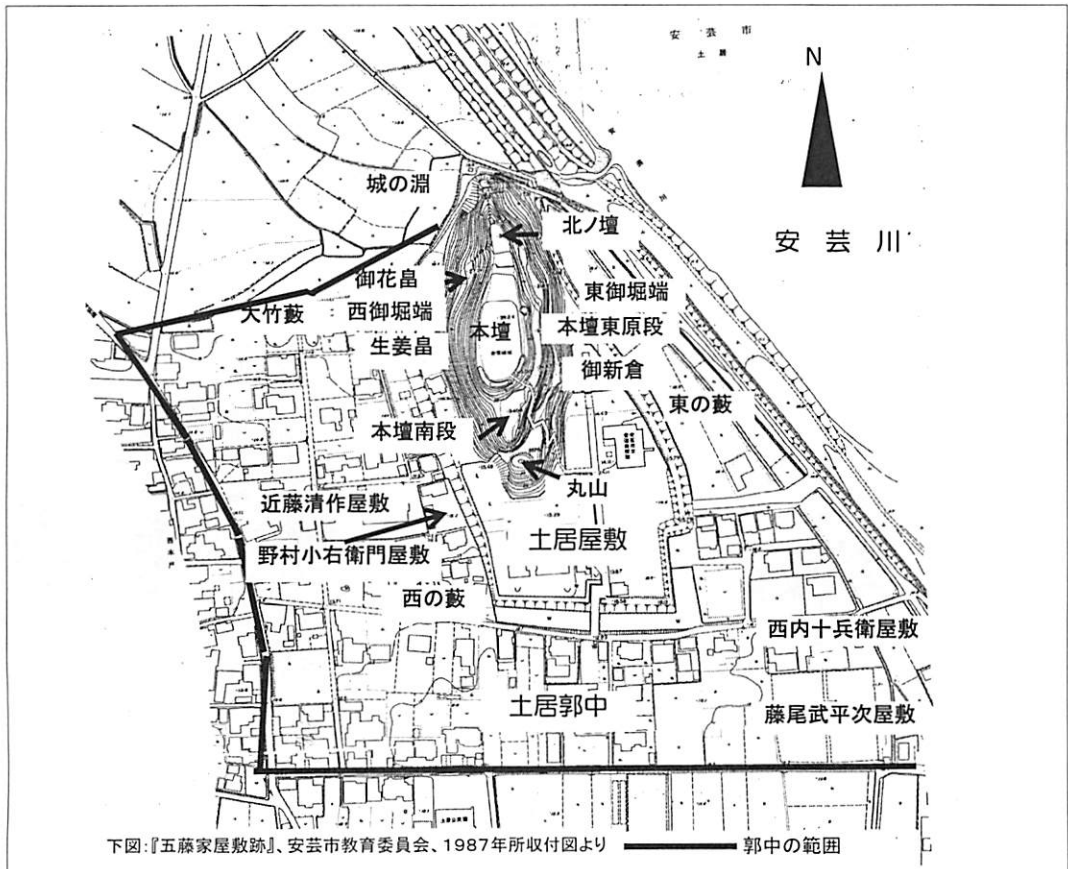 安芸市
土居
N
城の淵
北ノ壇
安芸川
御花畠
東御堀端
大竹藪
西御堀端
本壇
本壇東原段
生姜畠
御新倉
東の藪
本壇南段
丸山
近藤清作屋敷
土居屋敷
野村小右衛門屋敷
西の藪
西内十兵衛屋敷
土居郭中
藤尾武平次屋敷
下図:『五藤家屋敷跡』、安芸市教育委員会、1987年所収付図より 郭中の範囲